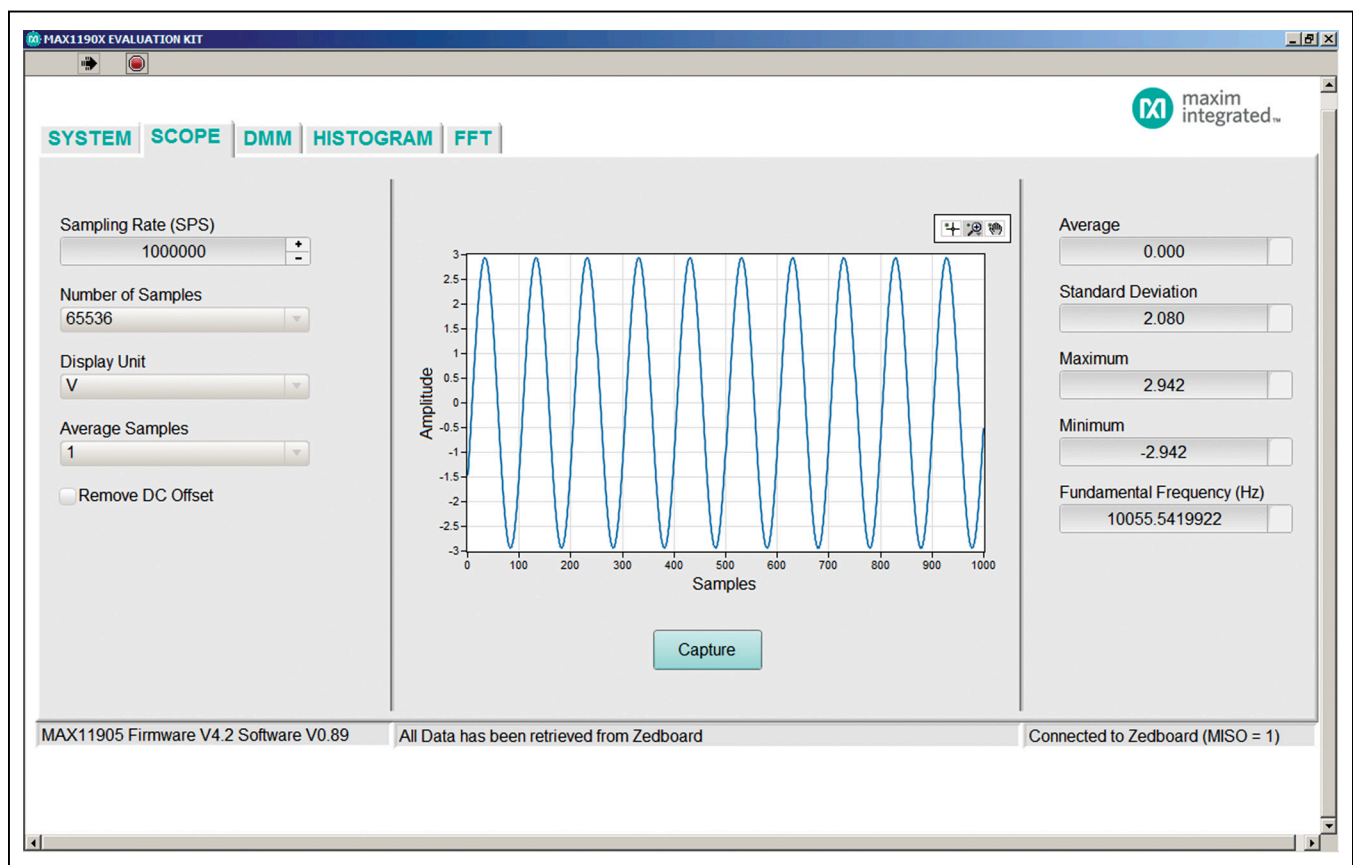 MAX1190X EVALUATION KIT
maxim
integrated™
SYSTEM SCOPE DMM HISTOGRAM FFT
Sampling Rate (SPS)
1000000
+
-
Number of Samples
65536
Display Unit
V
Average Samples
1
Remove DC Offset
Amplitude
3
2.5
2
1.5
1
0.5
0
-0.5
-1
-1.5
-2
-2.5
-3
0 100 200 300 400 500 600 700 800 900 1000
Samples
Capture
Average
0.000
Standard Deviation
2.080
Maximum
2.942
Minimum
-2.942
Fundamental Frequency (Hz)
10055.5419922
MAX11905 Firmware V4.2 Software V0.89
All Data has been retrieved from Zedboard
Connected to Zedboard (MISO = 1)